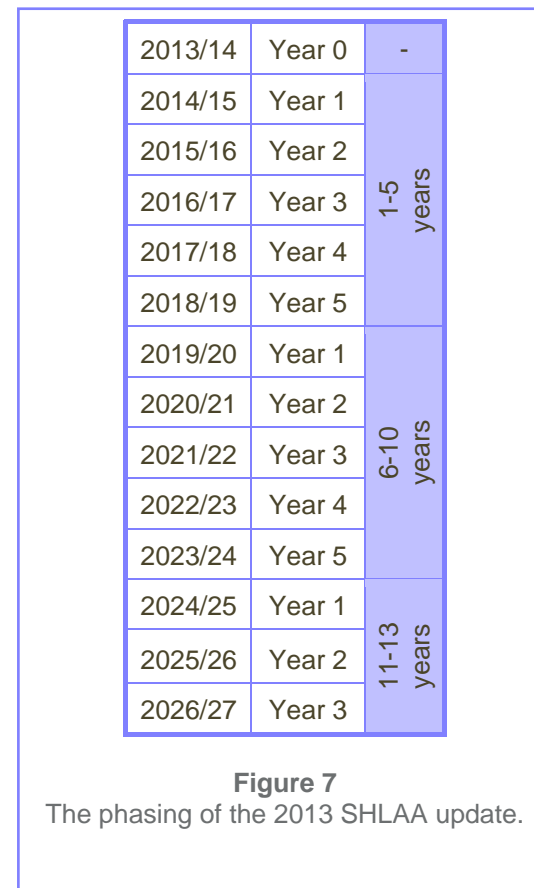 2013/14 Year 0 -
2014/15 Year 1
2015/16 Year 2
2016/17 Year 3
2017/18 Year 4
2018/19 Year 5
1-5
years
2019/20 Year 1
2020/21 Year 2
2021/22 Year 3
2022/23 Year 4
2023/24 Year 5
6-10
years
2024/25 Year 1
2025/26 Year 2
2026/27 Year 3
11-13
years
Figure 7
The phasing of the 2013 SHLAA update.